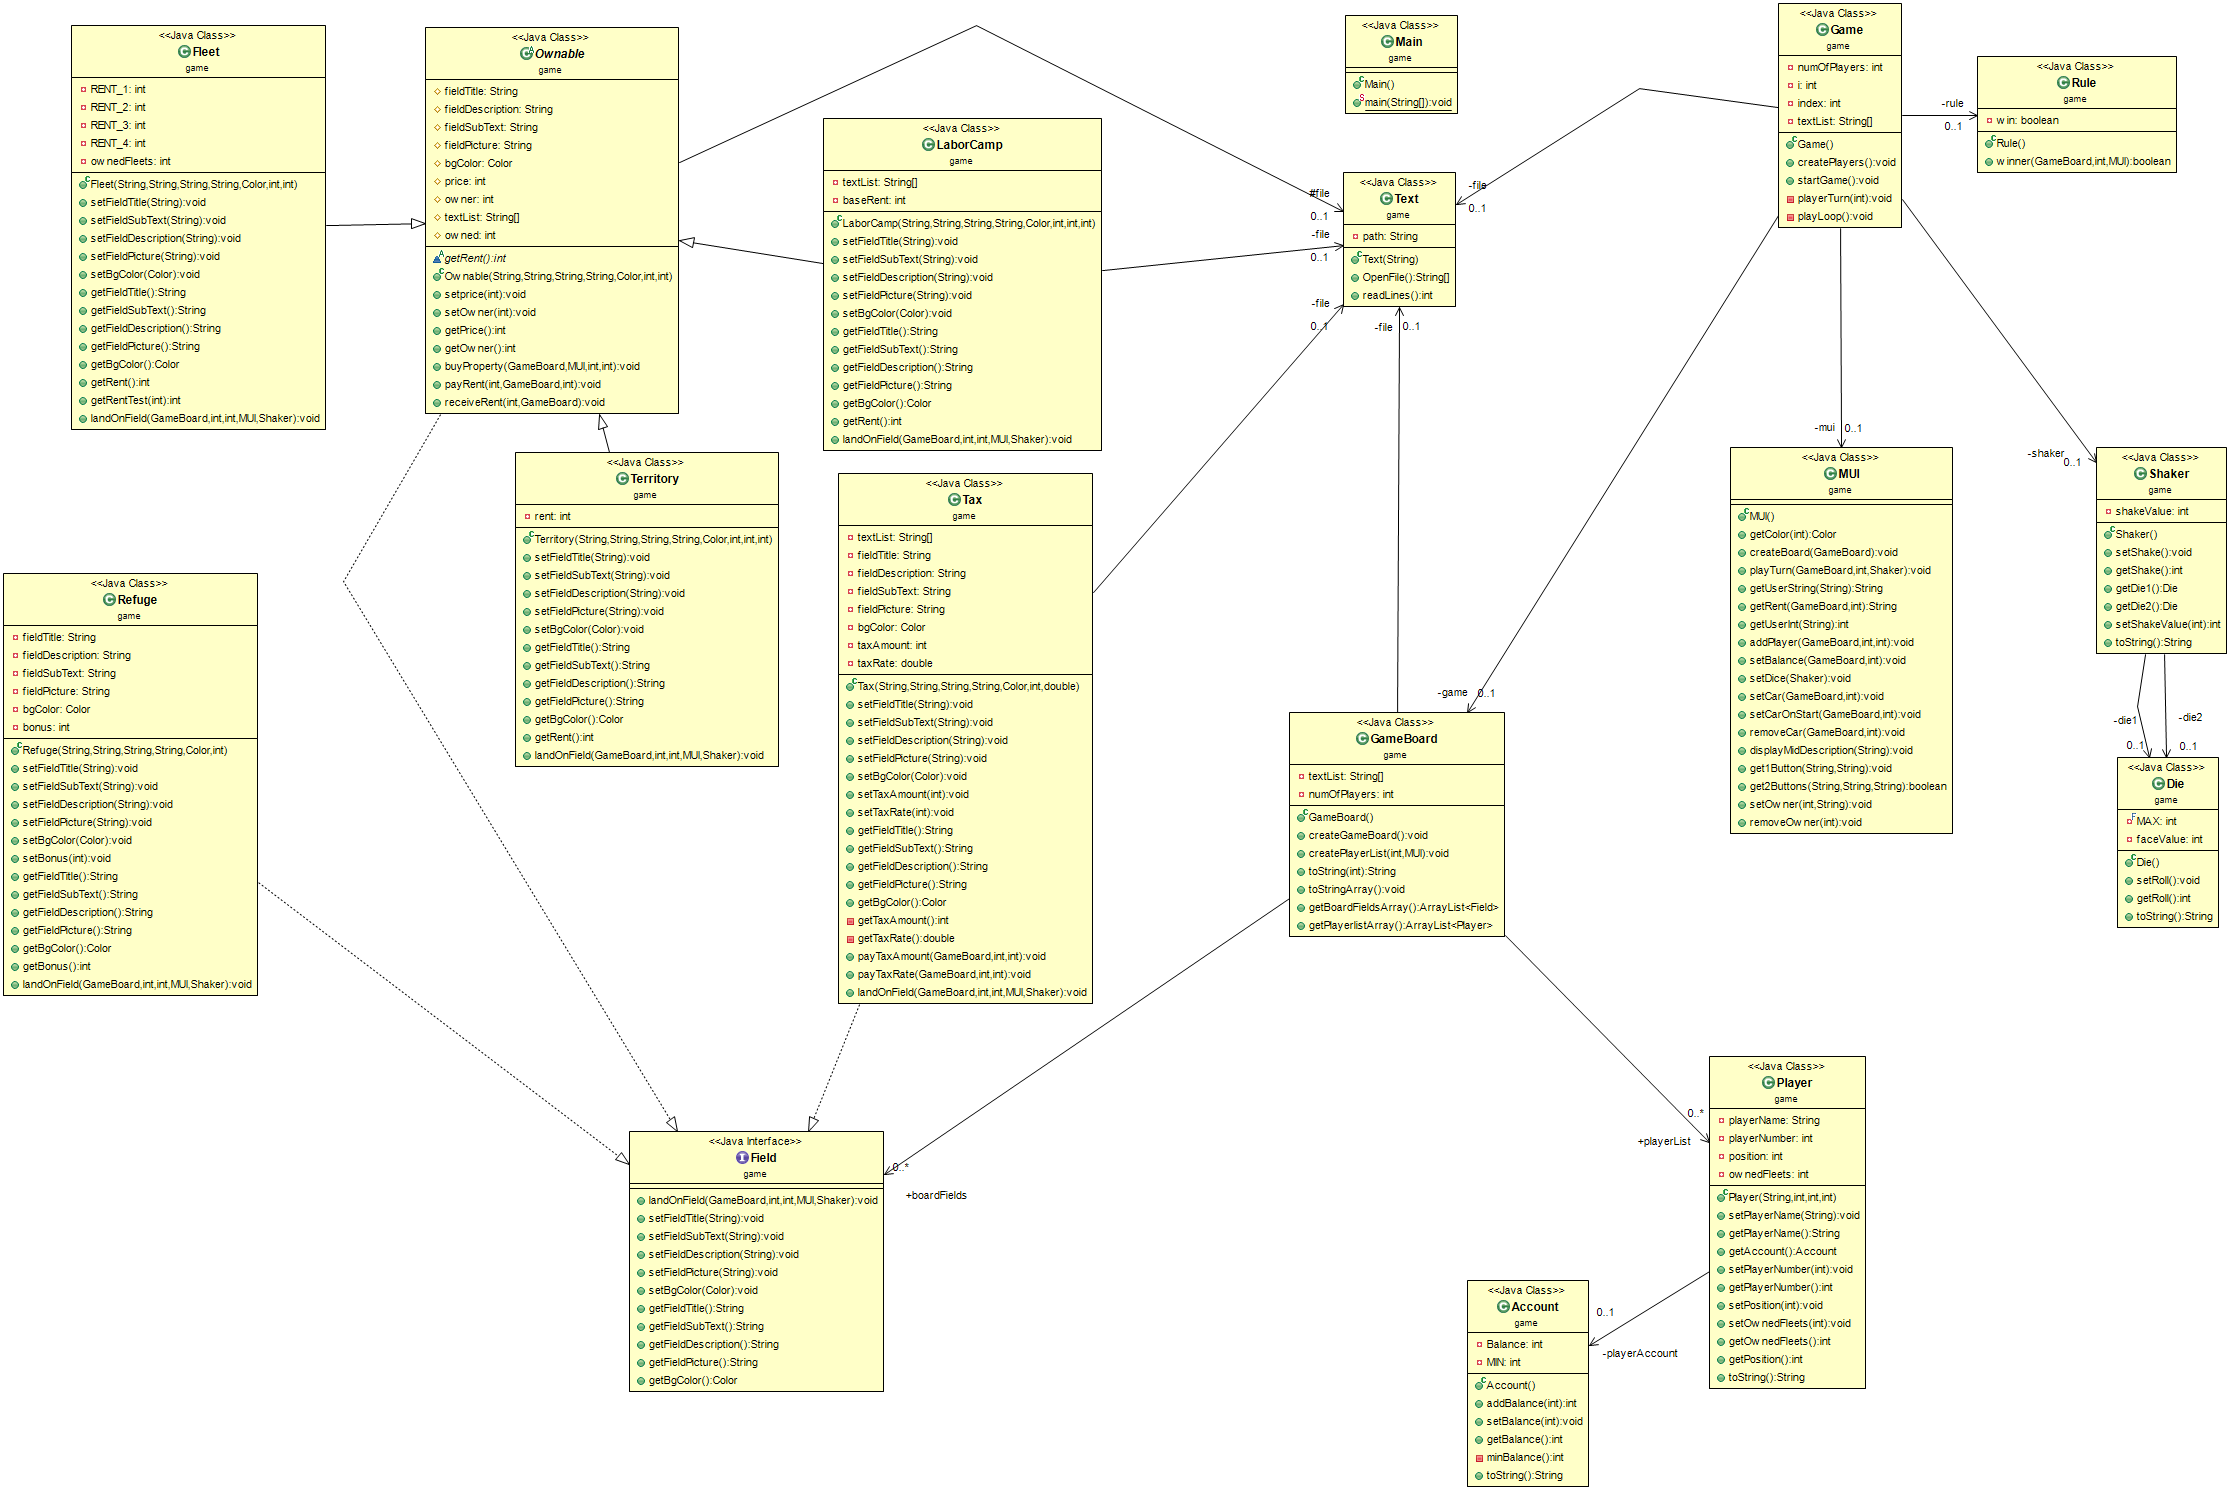 <<Java Class>>
Fleet
game
RENT_1: int
RENT_2: int
RENT_3: int
RENT_4: int
ownedFleets: int
Fleet(String,String,String,String,Color,int,int)
setFieldTitle(String):void
setFieldSubText(String):void
setFieldDescription(String):void
setFieldPicture(String):void
setBgColor(Color):void
getFieldTitle():String
getFieldSubText():String
getFieldDescription():String
getFieldPicture():String
getBgColor():Color
getRent():int
getRentTest(int):int
landOnField(GameBoard,int,int,MUI,Shaker):void
<<Java Class>>
Ownable
game
fieldTitle: String
fieldDescription: String
fieldSubText: String
fieldPicture: String
bgColor: Color
price: int
owner: int
textList: String[]
owned: int
getRent():int
Ownable(String,String,String,String,Color,int,int)
setprice(int):void
setOwner(int):void
getPrice():int
getOwner():int
buyProperty(GameBoard,MUI,int,int):void
payRent(int,GameBoard,int):void
receiveRent(int,GameBoard):void
<<Java Class>>
LaborCamp
game
textList: String[]
baseRent: int
LaborCamp(String,String,String,String,Color,int,int,int)
setFieldTitle(String):void
setFieldSubText(String):void
setFieldDescription(String):void
setFieldPicture(String):void
setBgColor(Color):void
getFieldTitle():String
getFieldSubText():String
getFieldDescription():String
getFieldPicture():String
getBgColor():Color
getRent():int
landOnField(GameBoard,int,int,MUI,Shaker):void
<<Java Class>>
Main
game
Main()
main(String[]):void
<<Java Class>>
Text
game
path: String
Text(String)
OpenFile():String[]
readLines():int
#file
0..1
-file
0..1
-file
0..1
-file
0..1
-file
0..1
<<Java Class>>
Game
game
numOfPlayers: int
i: int
index: int
textList: String[]
Game()
createPlayers():void
startGame():void
playerTurn(int):void
playLoop():void
-rule
0..1
<<Java Class>>
Rule
game
win: boolean
Rule()
winner(GameBoard,int,MUI):boolean
<<Java Class>>
Territory
game
rent: int
Territory(String,String,String,String,Color,int,int,int)
setFieldTitle(String):void
setFieldSubText(String):void
setFieldDescription(String):void
setFieldPicture(String):void
setBgColor(Color):void
getFieldTitle():String
getFieldSubText():String
getFieldDescription():String
getFieldPicture():String
getBgColor():Color
getRent():int
landOnField(GameBoard,int,int,MUI,Shaker):void
<<Java Class>>
Tax
game
textList: String[]
fieldTitle: String
fieldDescription: String
fieldSubText: String
fieldPicture: String
bgColor: Color
taxAmount: int
taxRate: double
Tax(String,String,String,String,Color,int,double)
setFieldTitle(String):void
setFieldSubText(String):void
setFieldDescription(String):void
setFieldPicture(String):void
setBgColor(Color):void
setTaxAmount(int):void
setTaxRate(int):void
getFieldTitle():String
getFieldSubText():String
getFieldDescription():String
getFieldPicture():String
getBgColor():Color
getTaxAmount():int
getTaxRate():double
payTaxAmount(GameBoard,int,int):void
payTaxRate(GameBoard,int,int):void
landOnField(GameBoard,int,int,MUI,Shaker):void
-mui
0..1
<<Java Class>>
MUI
game
MUI()
getColor(int):Color
createBoard(GameBoard):void
playTurn(GameBoard,int,Shaker):void
getUserString(String):String
getRent(GameBoard,int):String
getUserInt(String):int
addPlayer(GameBoard,int,int):void
setBalance(GameBoard,int):void
setDice(Shaker):void
setCar(GameBoard,int):void
setCarOnStart(GameBoard,int):void
removeCar(GameBoard,int):void
displayMidDescription(String):void
get1Button(String,String):void
get2Buttons(String,String,String):boolean
setOwner(int,String):void
removeOwner(int):void
-shaker
0..1
<<Java Class>>
Shaker
game
shakeValue: int
Shaker()
setShake():void
getShake():int
getDie1():Die
getDie2():Die
setShakeValue(int):int
toString():String
-die1
0..1
-die2
0..1
<<Java Class>>
Die
game
MAX: int
faceValue: int
Die()
setRoll():void
getRoll():int
toString():String
<<Java Class>>
Refuge
game
fieldTitle: String
fieldDescription: String
fieldSubText: String
fieldPicture: String
bgColor: Color
bonus: int
Refuge(String,String,String,String,Color,int)
setFieldTitle(String):void
setFieldSubText(String):void
setFieldDescription(String):void
setFieldPicture(String):void
setBgColor(Color):void
setBonus(int):void
getFieldTitle():String
getFieldSubText():String
getFieldDescription():String
getFieldPicture():String
getBgColor():Color
getBonus():int
landOnField(GameBoard,int,int,MUI,Shaker):void
-game
0..1
<<Java Class>>
GameBoard
game
textList: String[]
numOfPlayers: int
GameBoard()
createGameBoard():void
createPlayerList(int,MUI):void
toString(int):String
toStringArray():void
getBoardFieldsArray():ArrayList<Field>
getPlayerlistArray():ArrayList<Player>
<<Java Interface>>
Field
game
landOnField(GameBoard,int,int,MUI,Shaker):void
setFieldTitle(String):void
setFieldSubText(String):void
setFieldDescription(String):void
setFieldPicture(String):void
setBgColor(Color):void
getFieldTitle():String
getFieldSubText():String
getFieldDescription():String
getFieldPicture():String
getBgColor():Color
0..*
+boardFields
0..*
+playerList
<<Java Class>>
Player
game
playerName: String
playerNumber: int
position: int
ownedFleets: int
Player(String,int,int,int)
setPlayerName(String):void
getPlayerName():String
getAccount():Account
setPlayerNumber(int):void
getPlayerNumber():int
setPosition(int):void
setOwnedFleets(int):void
getOwnedFleets():int
getPosition():int
toString():String
0..1
-playerAccount
<<Java Class>>
Account
game
Balance: int
MIN: int
Account()
addBalance(int):int
setBalance(int):void
getBalance():int
minBalance():int
toString():String